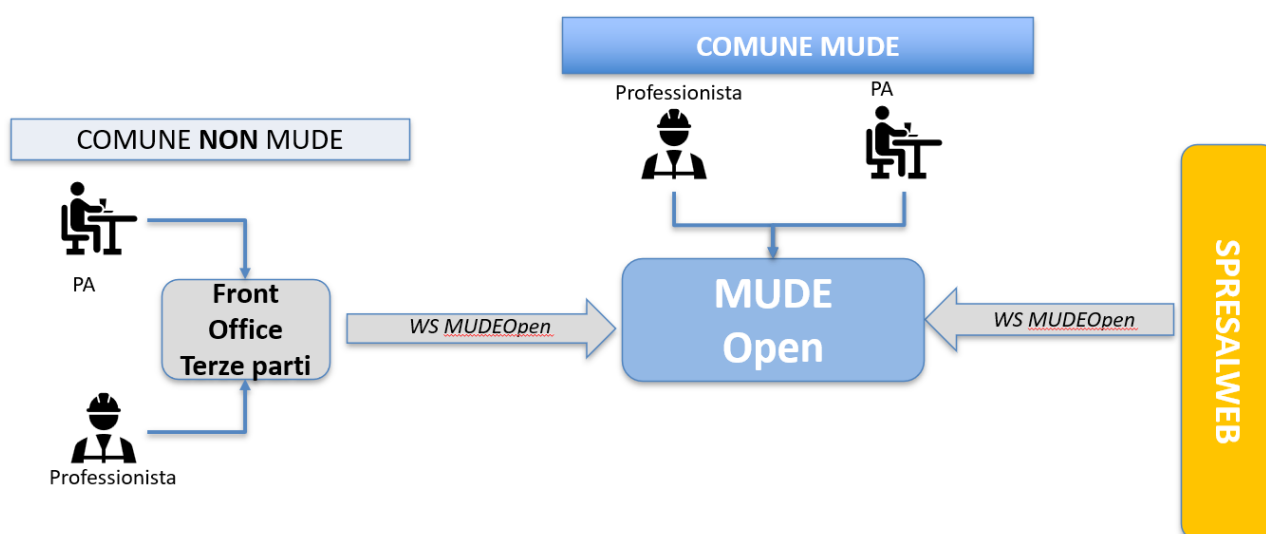 COMUNE MUDE
Professionista
PA
COMUNE NON MUDE
PA
Front
Office
Terze parti
WS MUDEOpen
MUDE
Open
WS MUDEOpen
SPRESALWEB
Professionista